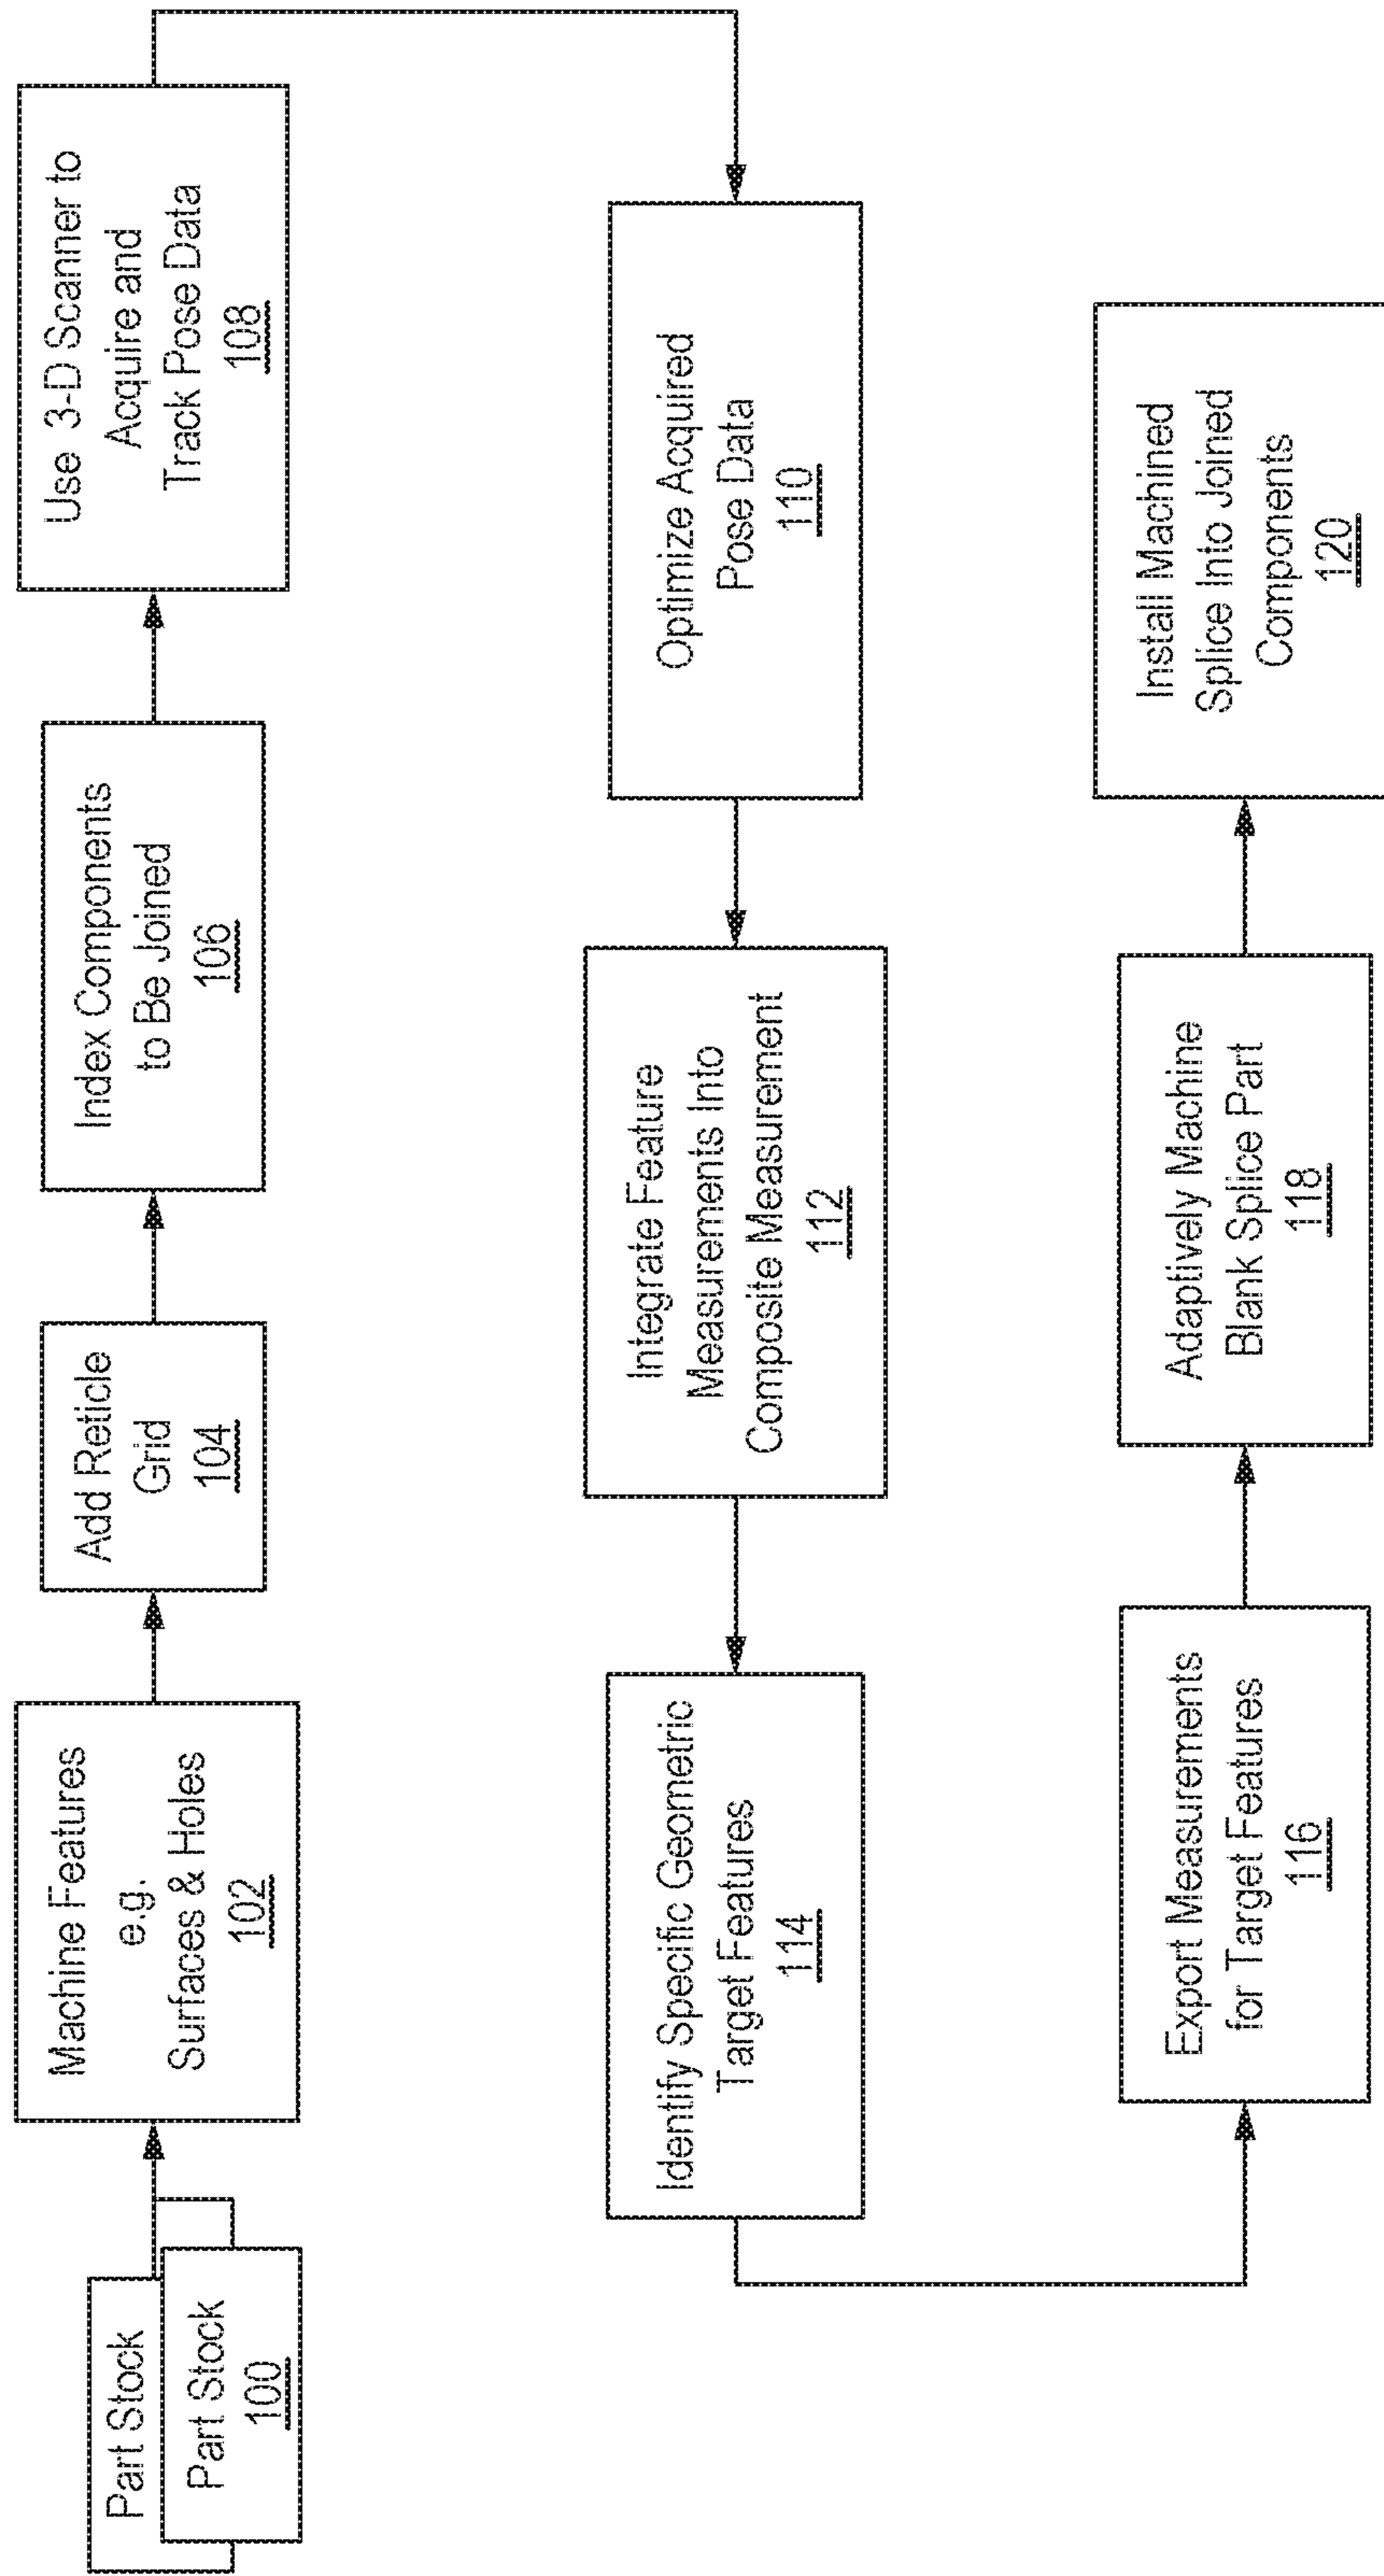 Part Stock
Part Stock
100
Machine Features
e.g.
Surfaces & Holes
102
Add Reticle
Grid
104
Index Components
to Be Joined
106
Use 3-D Scanner to
Acquire and
Track Pose Data
108
Optimize Acquired
Pose Data
110
Integrate Feature
Measurements Into
Composite Measurement
112
Identify Specific Geometric
Target Features
114
Export Measurements
for Target Features
116
Adaptively Machine
Blank Splice Part
118
Install Machined
Splice Into Joined
Components
120